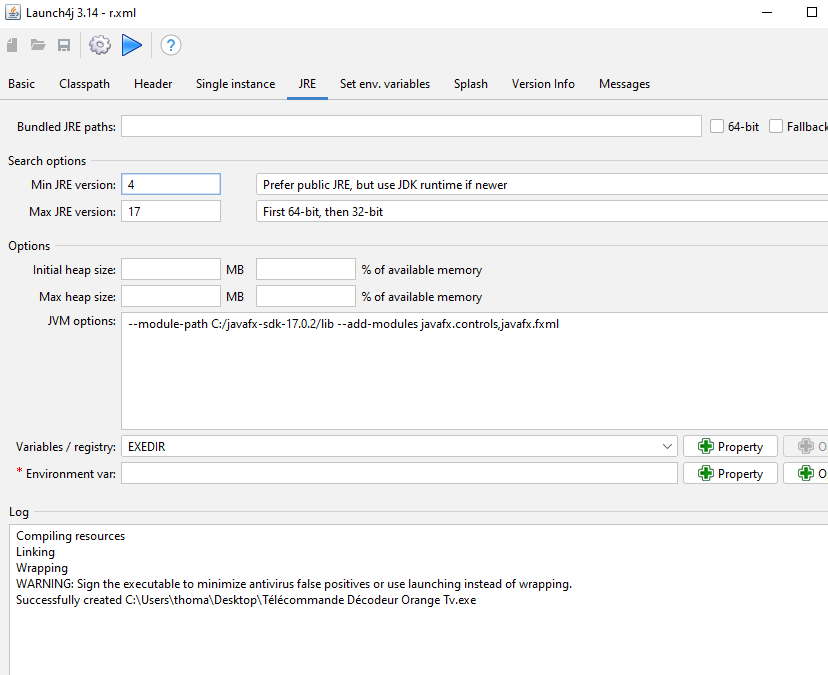 Launch4j 3.14 - r.xml
Basic Classpath Header Single instance JRE Set env. variables Splash Version Info Messages
Bundled JRE paths: 64-bit Fallback
Search options
Min JRE version: 4 Prefer public JRE, but use JDK runtime if newer
Max JRE version: 17 First 64-bit, then 32-bit
Options
Initial heap size: MB % of available memory
Max heap size: MB % of available memory
JVM options: --module-path C:/javafx-sdk-17.0.2/lib --add-modules javafx.controls,javafx.fxml
Variables / registry: EXEDIR Property O
* Environment var: Property O
Log
Compiling resources
Linking
Wrapping
WARNING: Sign the executable to minimize antivirus false positives or use launching instead of wrapping.
Successfully created C:\Users\thoma\Desktop\Télécommande Décodeur Orange Tv.exe